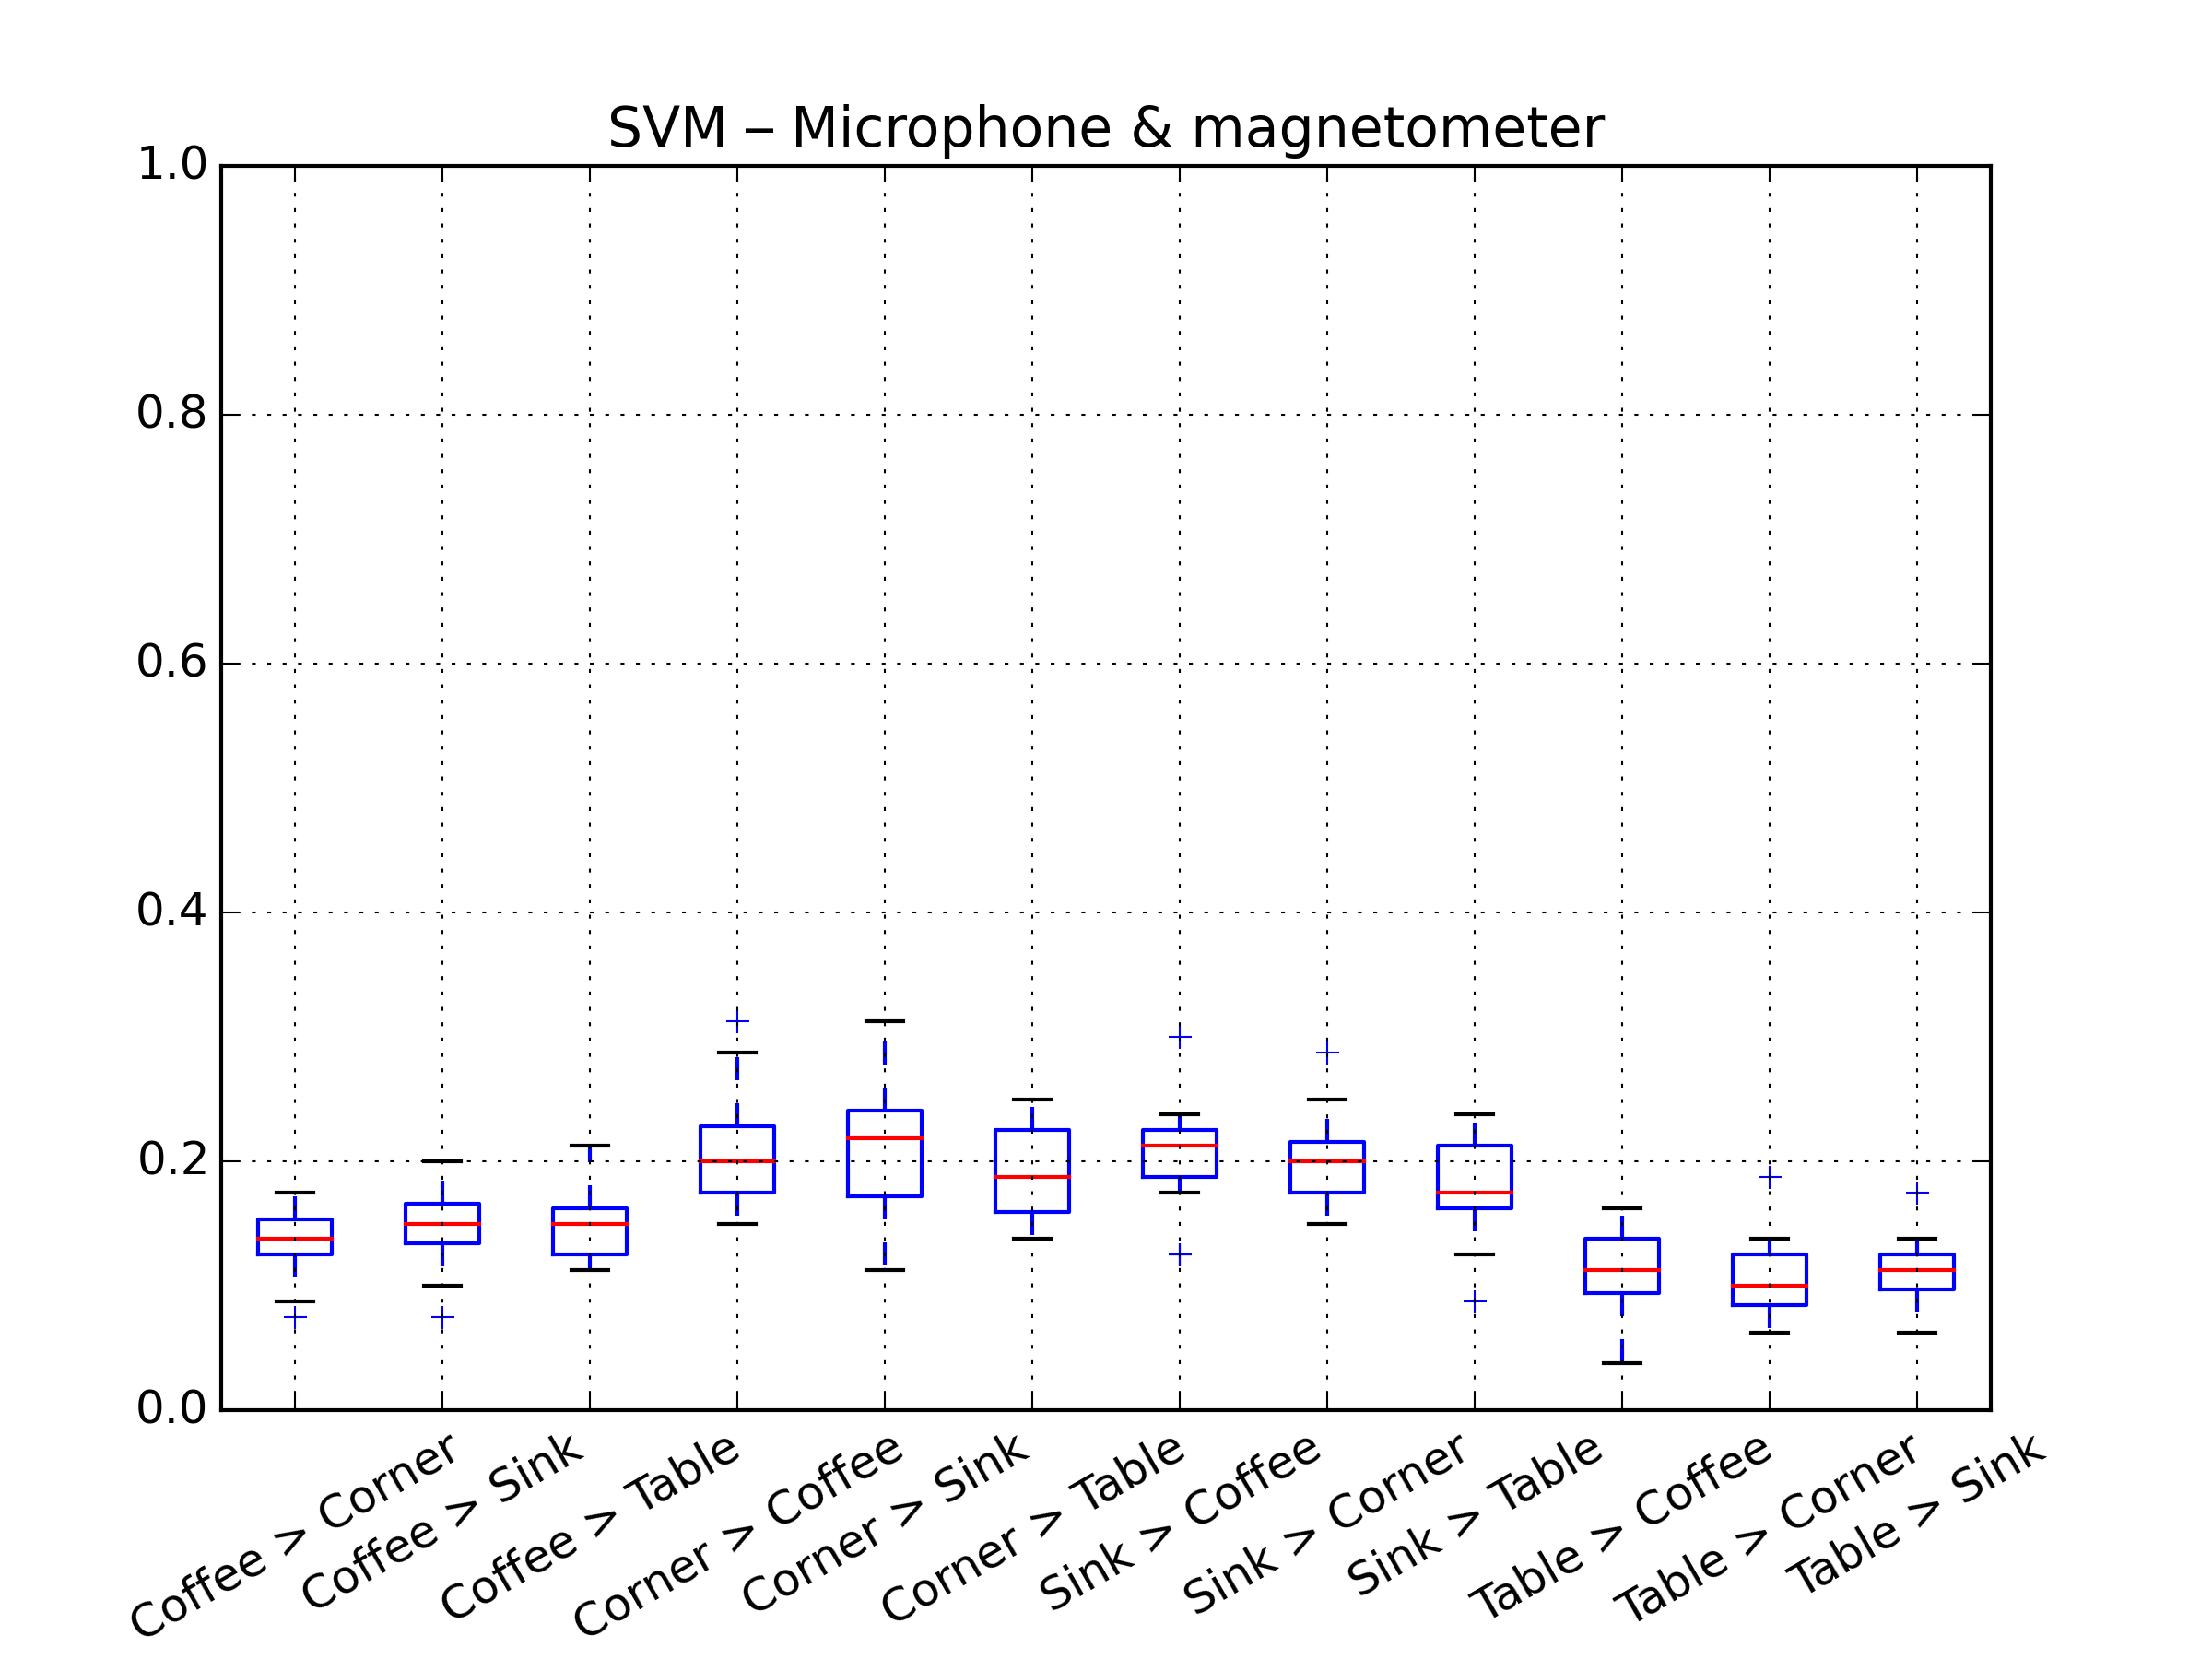 SVM – Microphone & magnetometer
1.0
0.8
0.6
0.4
0.2
0.0
Coffee > Corner
Coffee > Sink
Coffee > Table
Corner > Coffee
Corner > Sink
Corner > Table
Sink > Coffee
Sink > Corner
Sink > Table
Table > Coffee
Table > Corner
Table > Sink